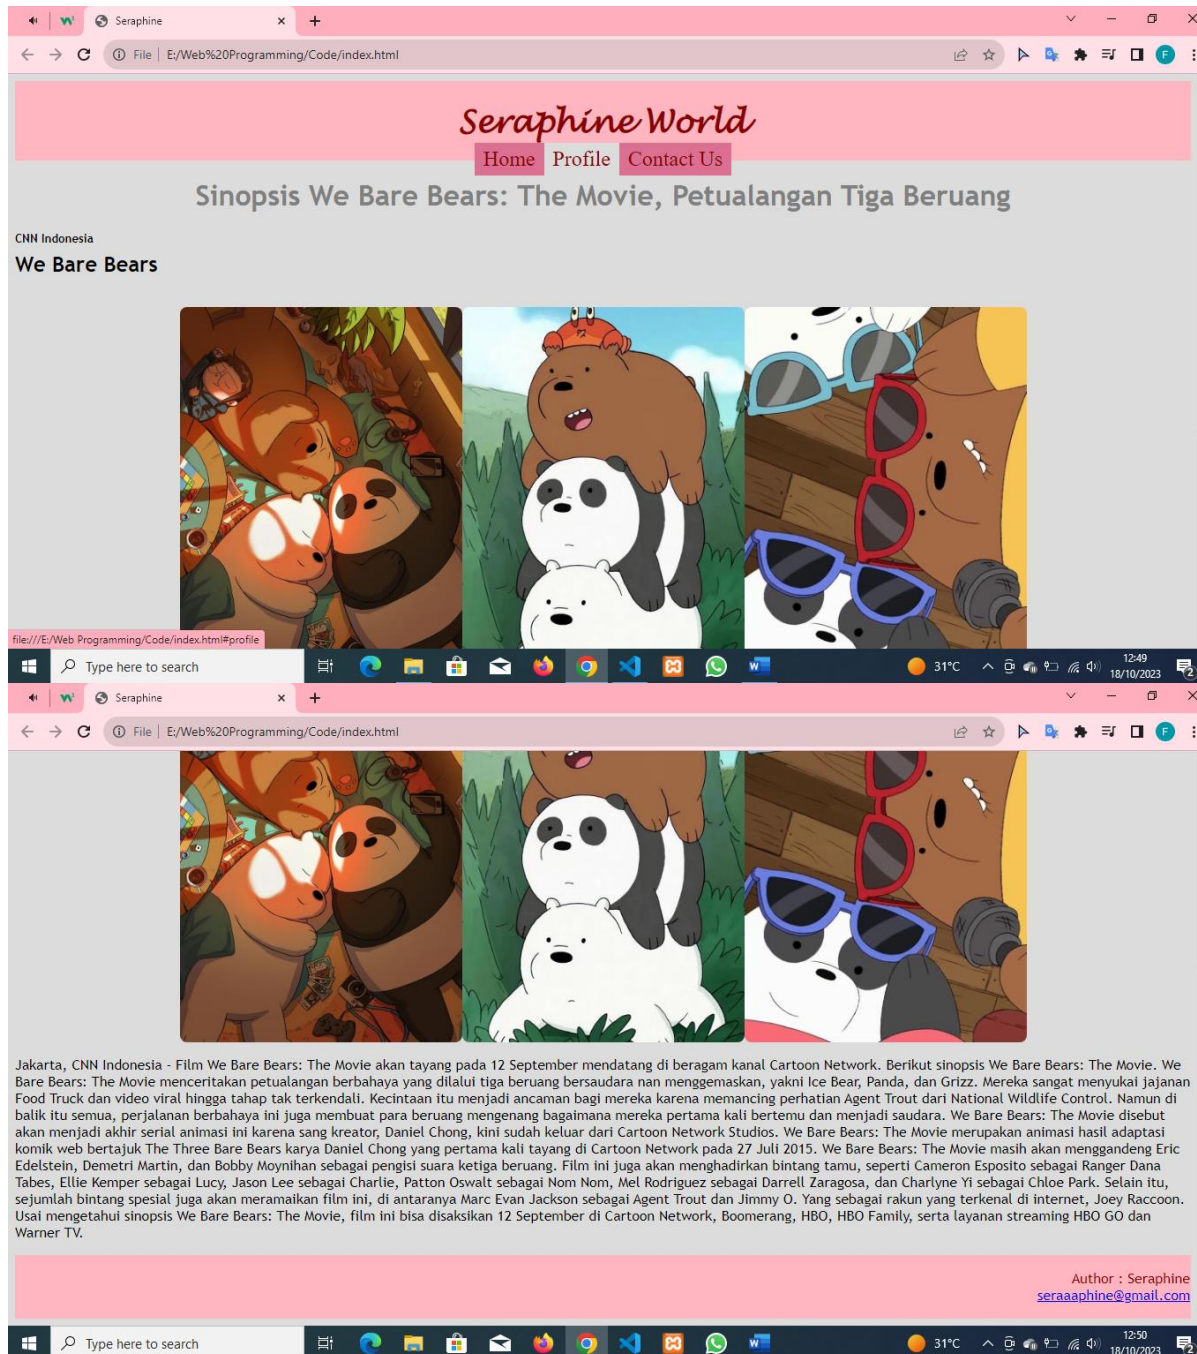 Seraphine
File | E:/Web%20Programming/Code/index.html
F
Seraphine World
Home Profile Contact Us
Sinopsis We Bare Bears: The Movie, Petualangan Tiga Beruang
CNN Indonesia
We Bare Bears
file:///E:/Web Programming/Code/index.html#profile
Type here to search
31°C
12:49
18/10/2023
2
Seraphine
File | E:/Web%20Programming/Code/index.html
F
Jakarta, CNN Indonesia - Film We Bare Bears: The Movie akan tayang pada 12 September mendatang di beragam kanal Cartoon Network. Berikut sinopsis We Bare Bears: The Movie. We
Bare Bears: The Movie menceritakan petualangan berbahaya yang dilalui tiga beruang bersaudara nan menggemaskan, yakni Ice Bear, Panda, dan Grizz. Mereka sangat menyukai jajanan
Food Truck dan video viral hingga tahap tak terkendali. Kecintaan itu menjadi ancaman bagi mereka karena memancing perhatian Agent Trout dari National Wildlife Control. Namun di
balik itu semua, perjalanan berbahaya ini juga membuat para beruang mengenang bagaimana mereka pertama kali bertemu dan menjadi saudara. We Bare Bears: The Movie disebut
akan menjadi akhir serial animasi ini karena sang kreator, Daniel Chong, kini sudah keluar dari Cartoon Network Studios. We Bare Bears: The Movie merupakan animasi hasil adaptasi
komik web bertajuk The Three Bare Bears karya Daniel Chong yang pertama kali tayang di Cartoon Network pada 27 Juli 2015. We Bare Bears: The Movie masih akan menggandeng Eric
Edelstein, Demetri Martin, dan Bobby Moynihan sebagai pengisi suara ketiga beruang. Film ini juga akan menghadirkan bintang tamu, seperti Cameron Esposito sebagai Ranger Dana
Tabes, Ellie Kemper sebagai Lucy, Jason Lee sebagai Charlie, Patton Oswalt sebagai Nom Nom, Mel Rodriguez sebagai Darrell Zaragosa, dan Charlyne Yi sebagai Chloe Park. Selain itu,
sejumlah bintang spesial juga akan meramaikan film ini, di antaranya Marc Evan Jackson sebagai Agent Trout dan Jimmy O. Yang sebagai rakun yang terkenal di internet, Joey Raccoon.
Usai mengetahui sinopsis We Bare Bears: The Movie, film ini bisa disaksikan 12 September di Cartoon Network, Boomerang, HBO, HBO Family, serta layanan streaming HBO GO dan
Warner TV.
Author : Seraphine
seraaaphine@gmail.com
Type here to search
31°C
12:50
18/10/2023
2